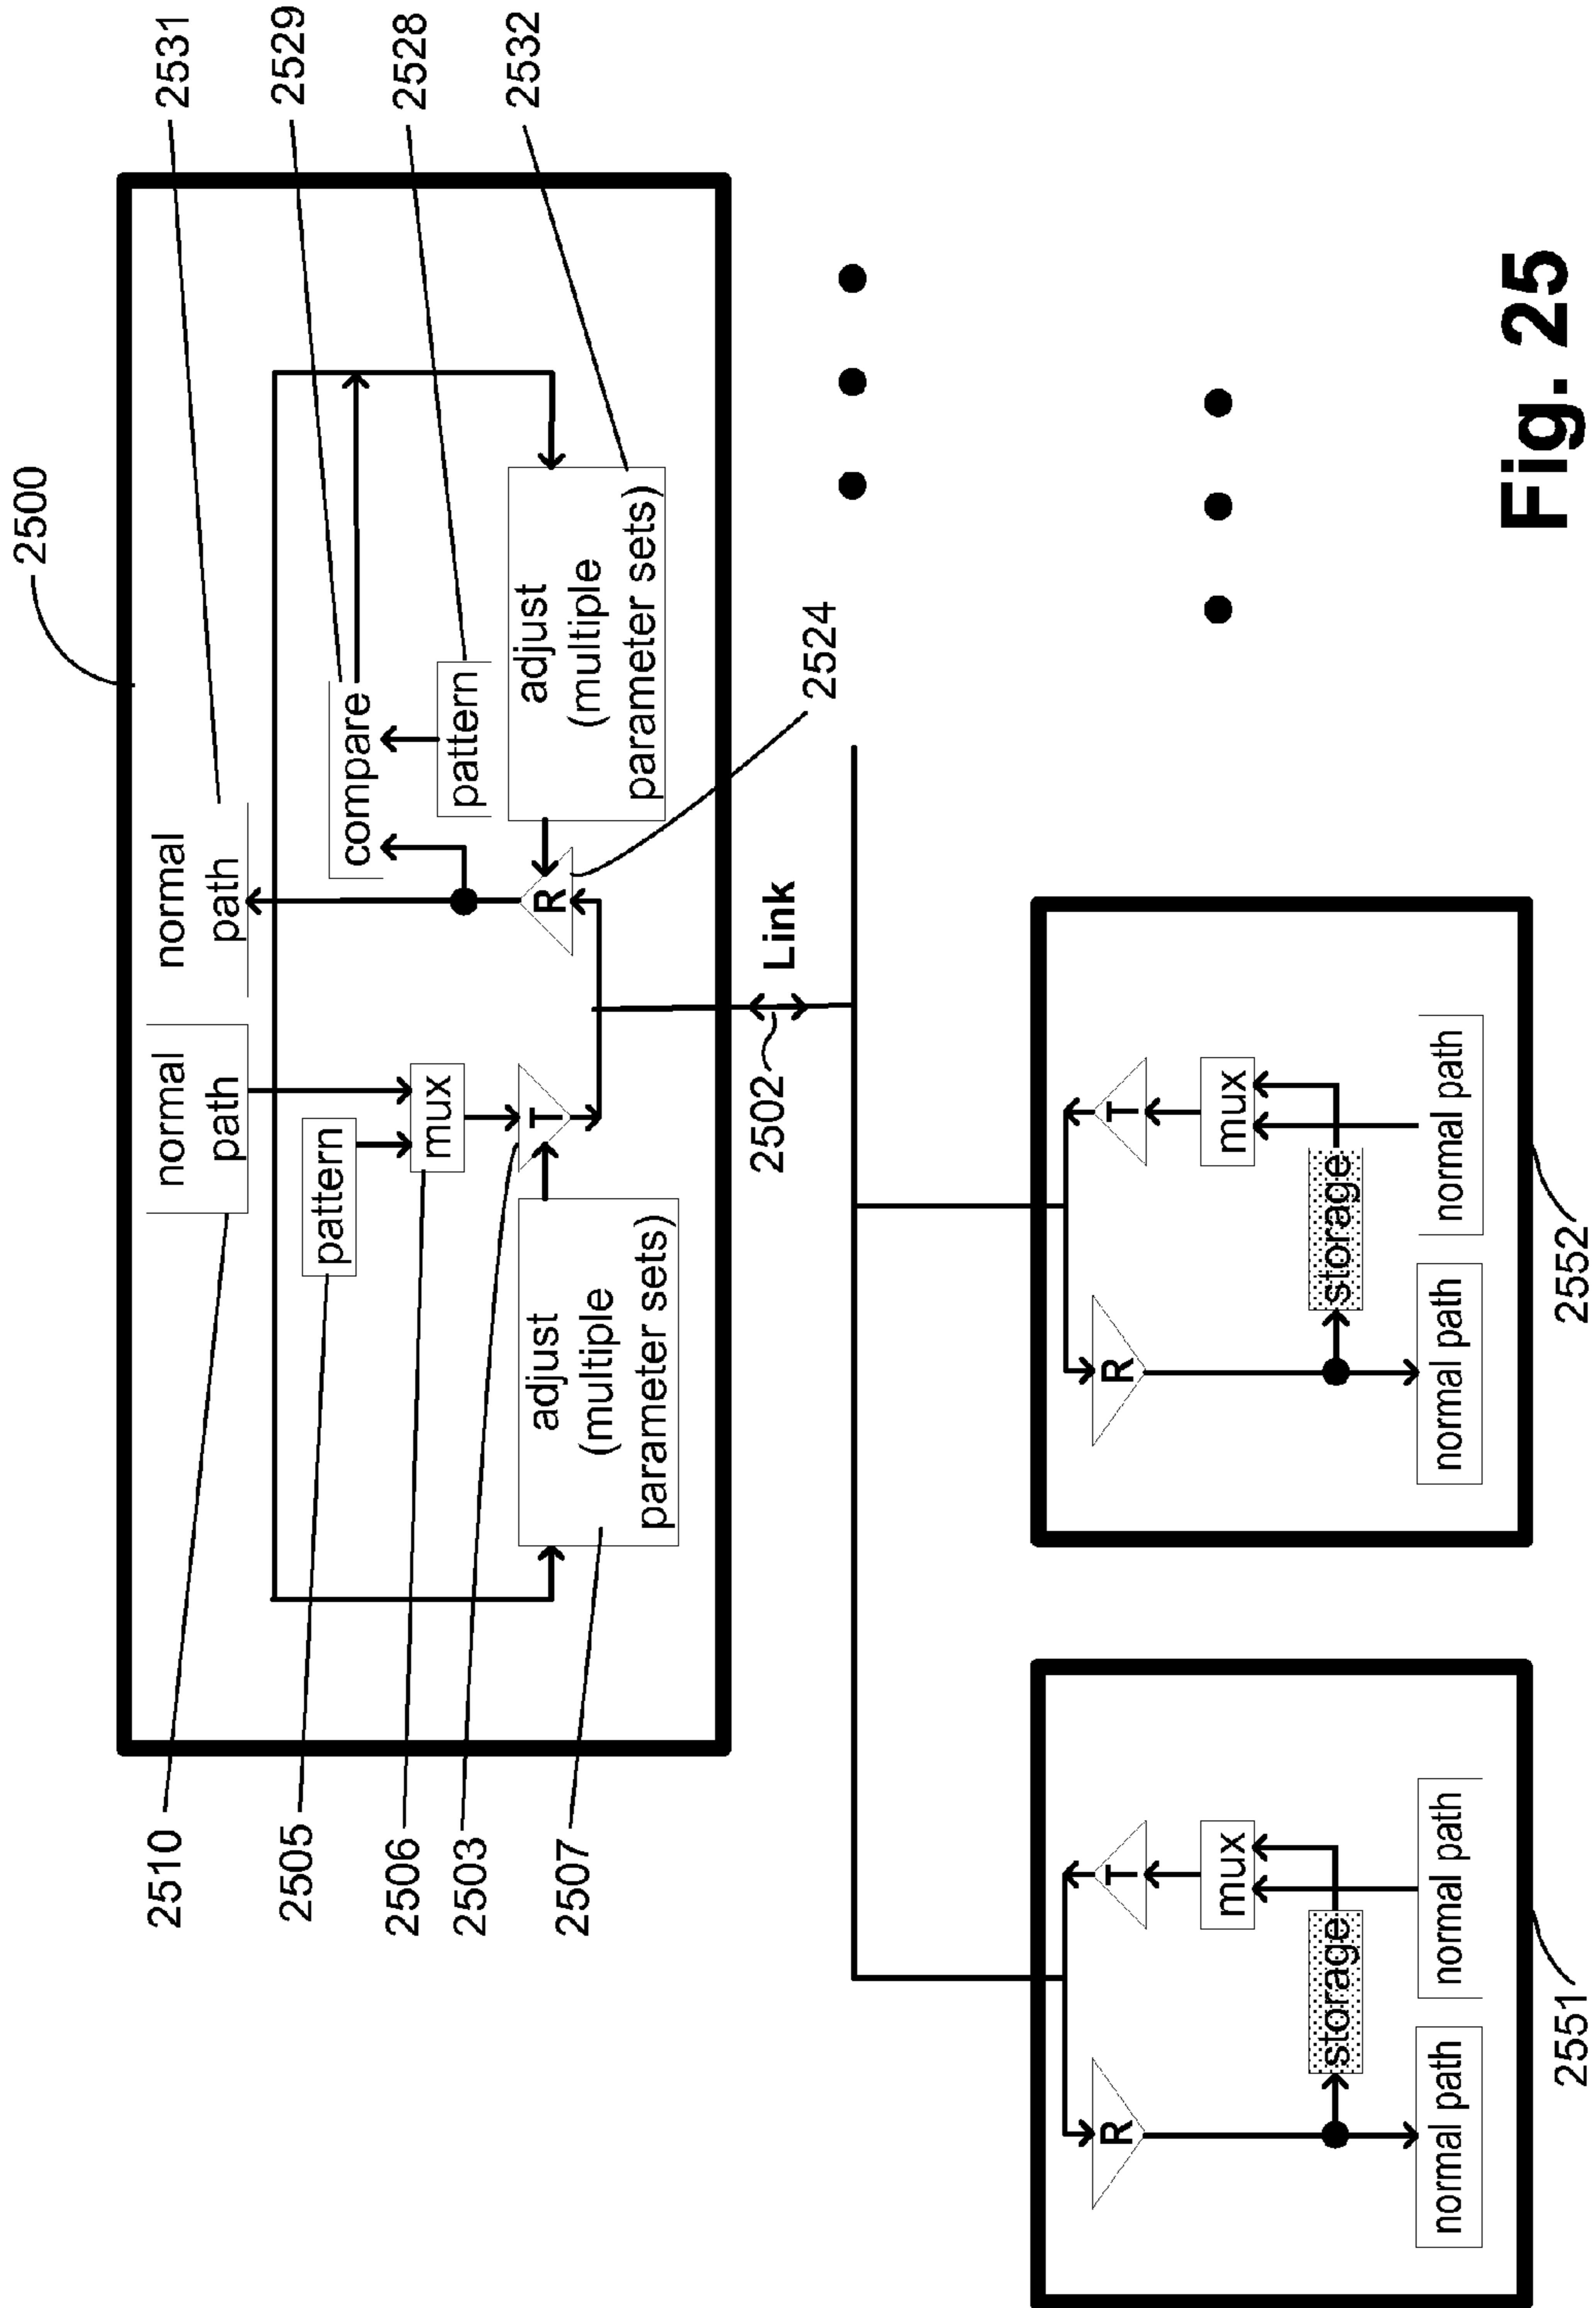 2500
2510
2505
2506
2503
2507
normal
path
pattern
mux
T
adjust
(multiple
parameter sets)
normal
path
compare
pattern
R
adjust
(multiple
parameter sets)
2531
2529
2528
2532
2524
2502
Link
R
T
mux
storage
normal path
normal path
2551
R
T
mux
storage
normal path
normal path
2552
Fig. 25